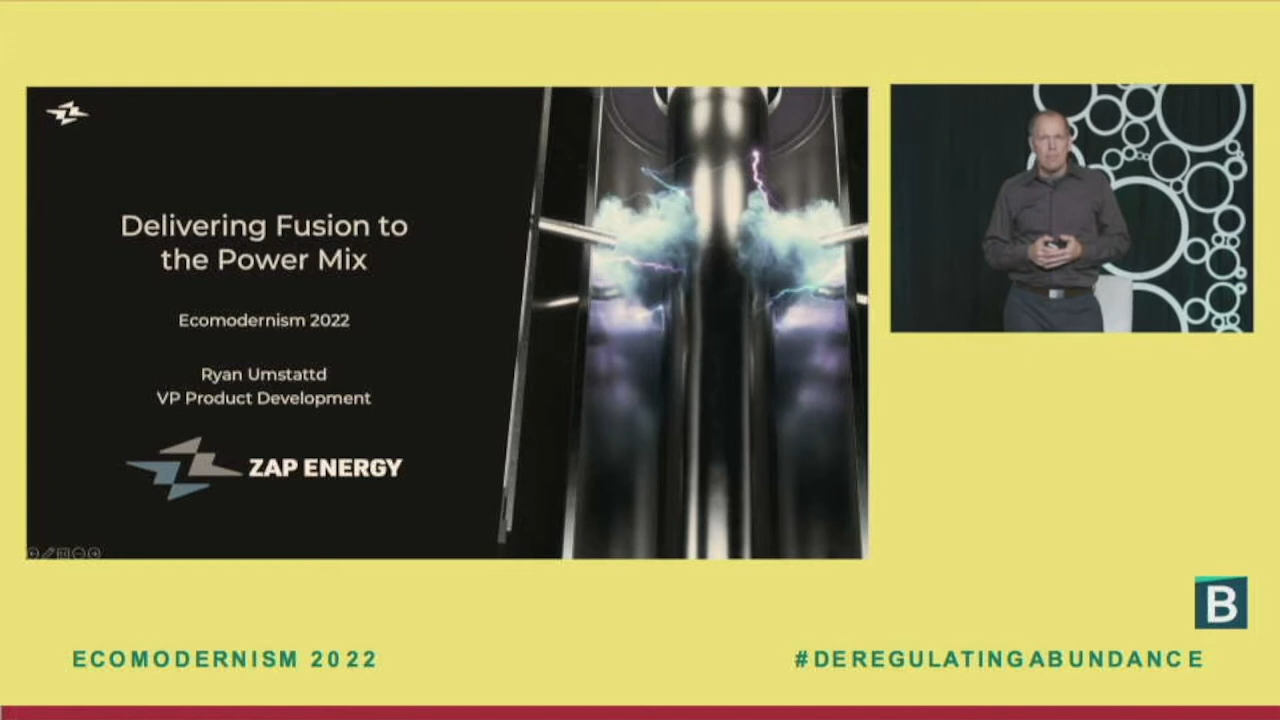 Delivering Fusion to
the Power Mix
Ecomodernism 2022
Ryan Umstattd
VP Product Development
ZAP ENERGY
B
ECOMODERNISM 2022
#DEREGULATINGABUNDANCE